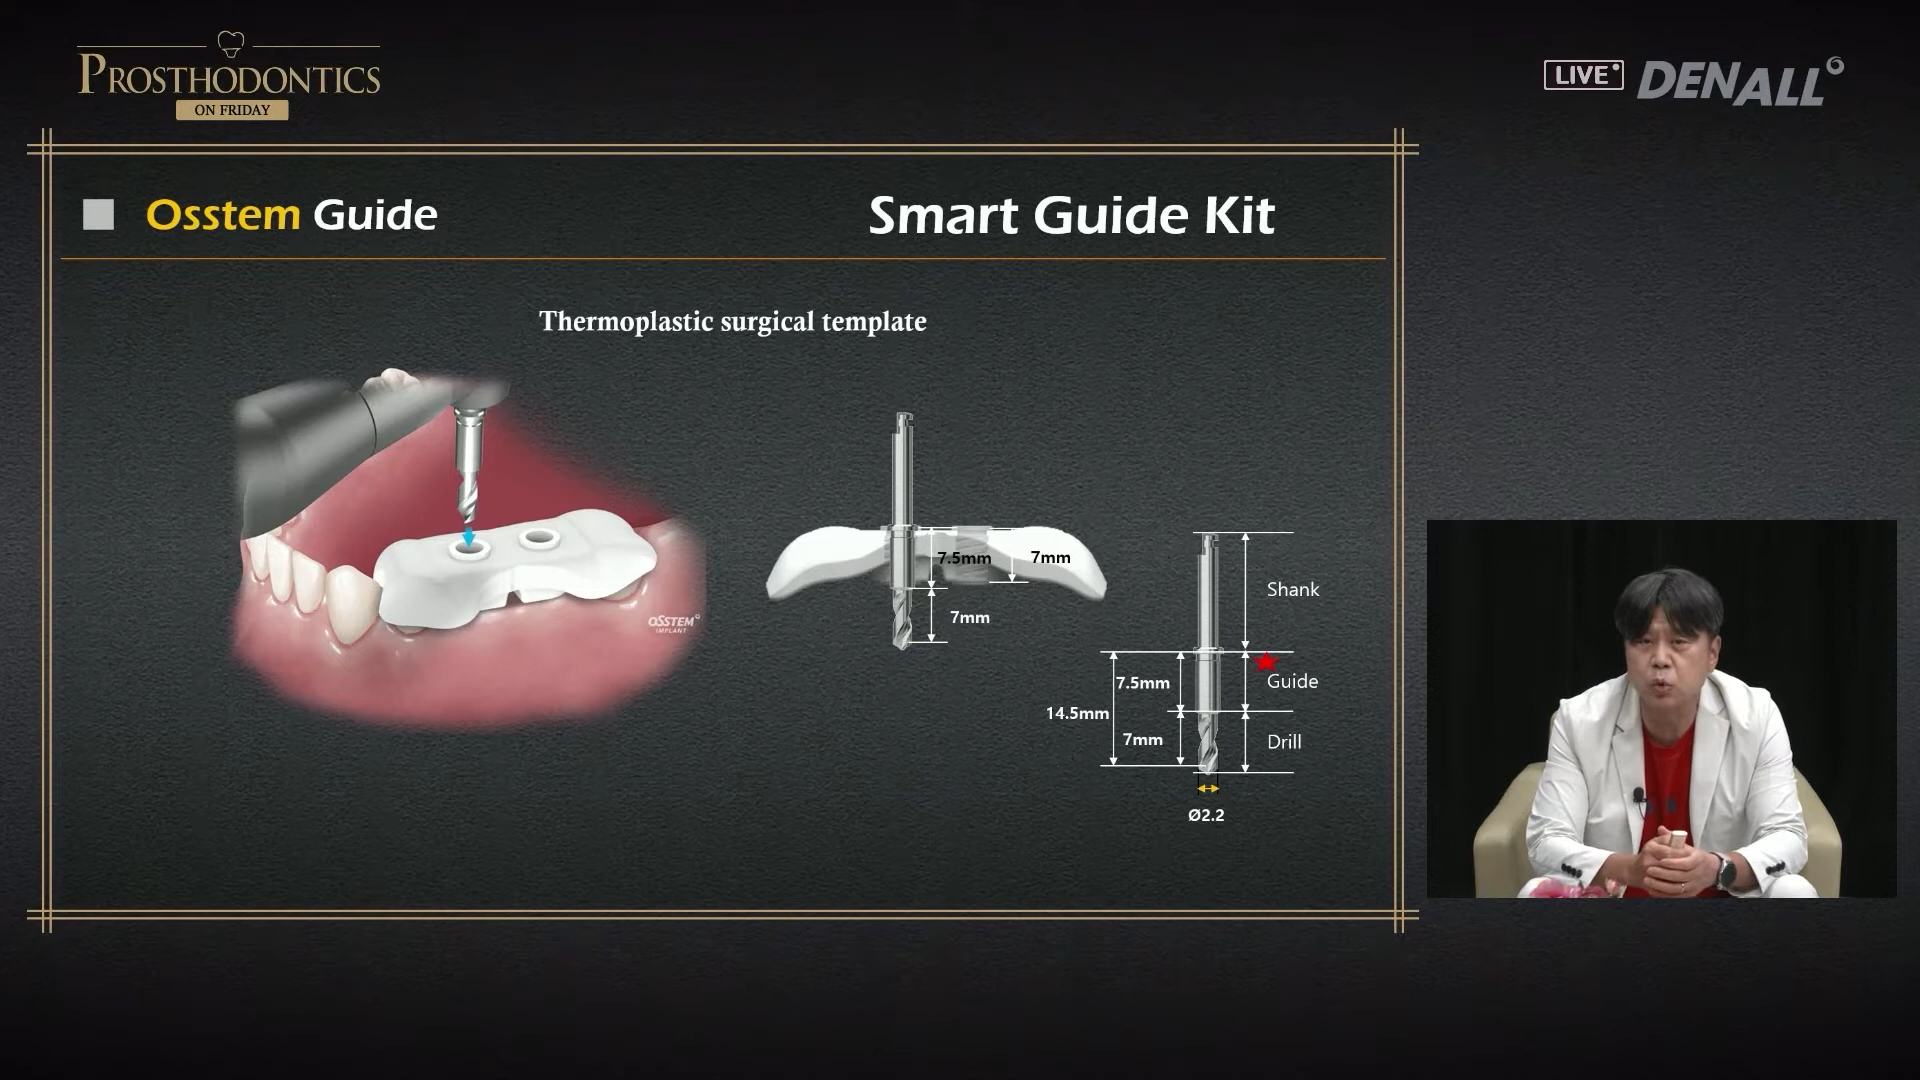 PROSTHODONTICS
ON FRIDAY
LIVE
DENALL
Osstem Guide
Smart Guide Kit
Thermoplastic surgical template
7.5mm
7mm
7mm
OSSTEM
IMPLANT
Shank
7.5mm
Guide
14.5mm
7mm
Drill
Ø2.2